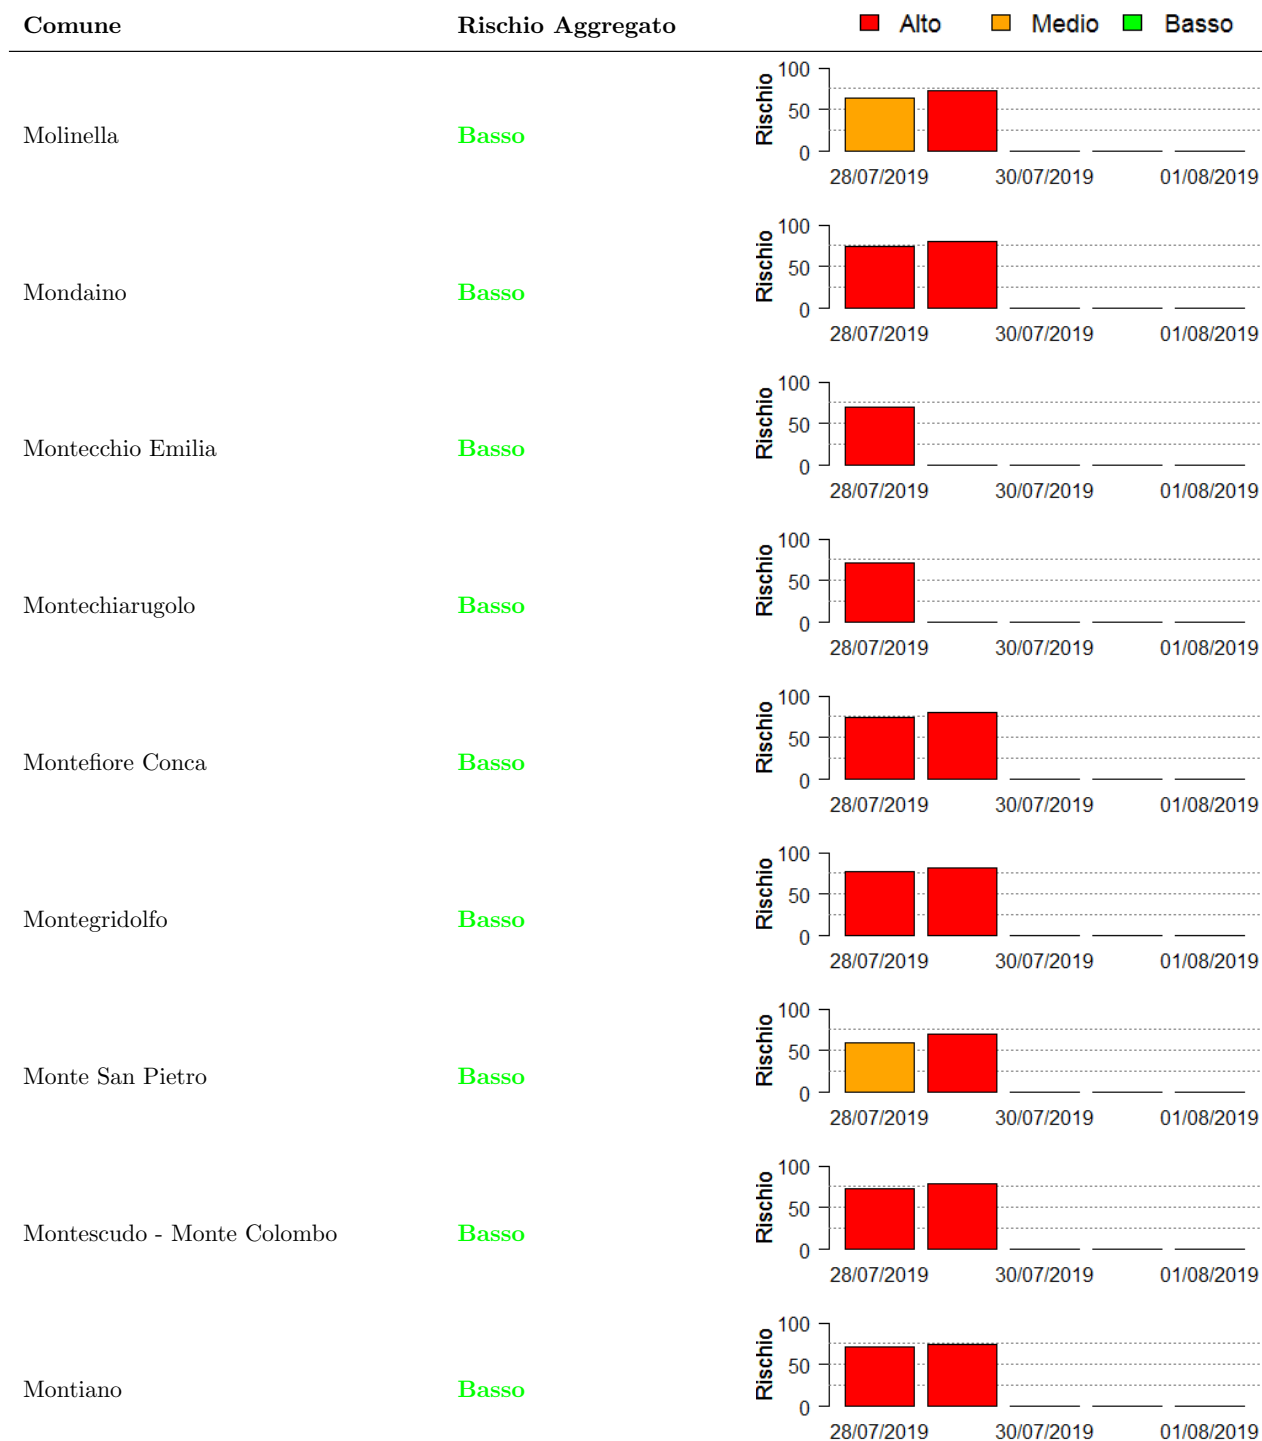 Comune Rischio Aggregato Alto Medio Basso
100
50
0
Rischio
Molinella Basso
28/07/2019 30/07/2019 01/08/2019
100
50
0
Rischio
Mondaino Basso
28/07/2019 30/07/2019 01/08/2019
100
50
0
Rischio
Montecchio Emilia Basso
28/07/2019 30/07/2019 01/08/2019
100
50
0
Rischio
Montechiarugolo Basso
28/07/2019 30/07/2019 01/08/2019
100
50
0
Rischio
Montefiore Conca Basso
28/07/2019 30/07/2019 01/08/2019
100
50
0
Rischio
Montegridolfo Basso
28/07/2019 30/07/2019 01/08/2019
100
50
0
Rischio
Monte San Pietro Basso
28/07/2019 30/07/2019 01/08/2019
100
50
0
Rischio
Montescudo - Monte Colombo Basso
28/07/2019 30/07/2019 01/08/2019
100
50
0
Rischio
Montiano Basso
28/07/2019 30/07/2019 01/08/2019